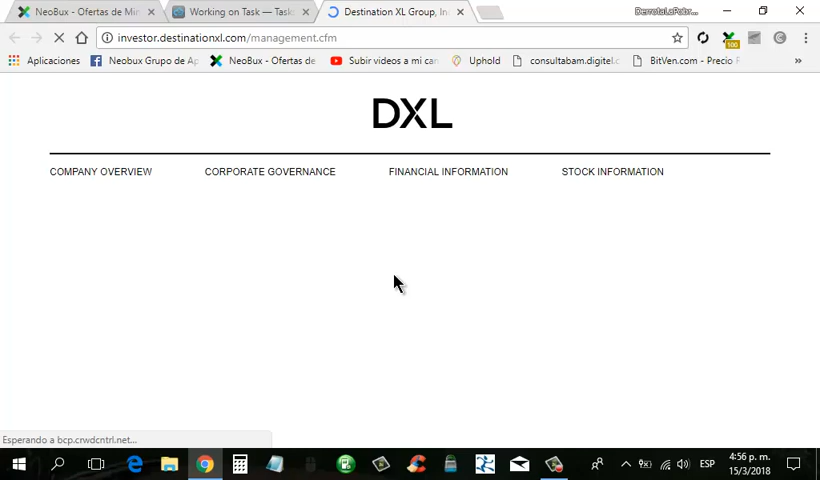 NeoBux - Ofertas de Min
Working on Task — Task
Destination XL Group, In
DerrotaLaPobr...
investor.destinationxl.com/management.cfm
100
Aplicaciones
Neobux Grupo de Ap
NeoBux - Ofertas de
Subir videos a mi can
Uphold
consultabam.digitel.c
BitVen.com - Precio
»
DXL
COMPANY OVERVIEW
CORPORATE GOVERNANCE
FINANCIAL INFORMATION
STOCK INFORMATION
Esperando a bcp.crwdcntrl.net...
ESP
4:56 p. m.
15/3/2018